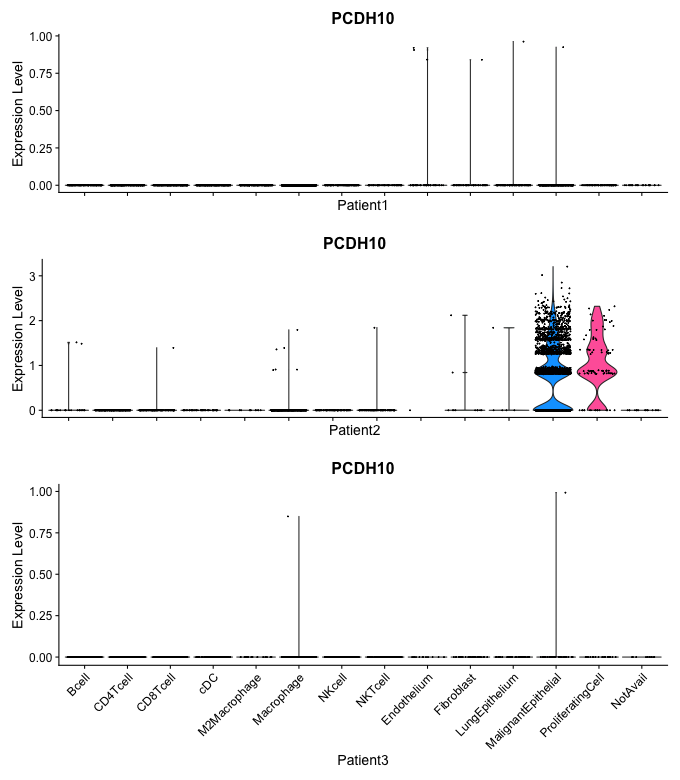 PCDH10
Expression Level
1.00
0.75
0.50
0.25
0.00
Patient1
PCDH10
Expression Level
3
2
1
0
Patient2
PCDH10
Expression Level
1.00
0.75
0.50
0.25
0.00
Bcell
CD4Tcell
CD8Tcell
cDC
M2Macrophage
Macrophage
NKcell
NKTcell
Endothelium
Fibroblast
LungEpithelium
MalignantEpithelial
ProliferatingCell
NotAvail
Patient3